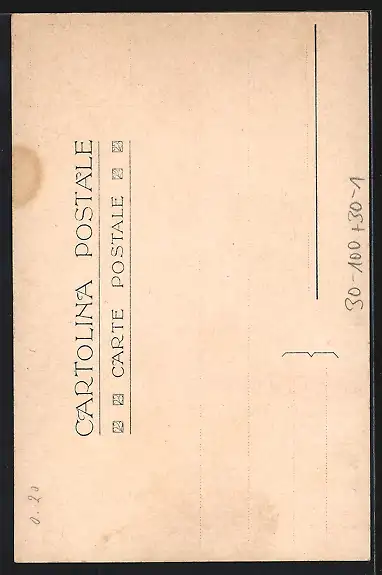 CARTOLINA POSTALE
CARTE POSTALE
30-100+30-1
0.20